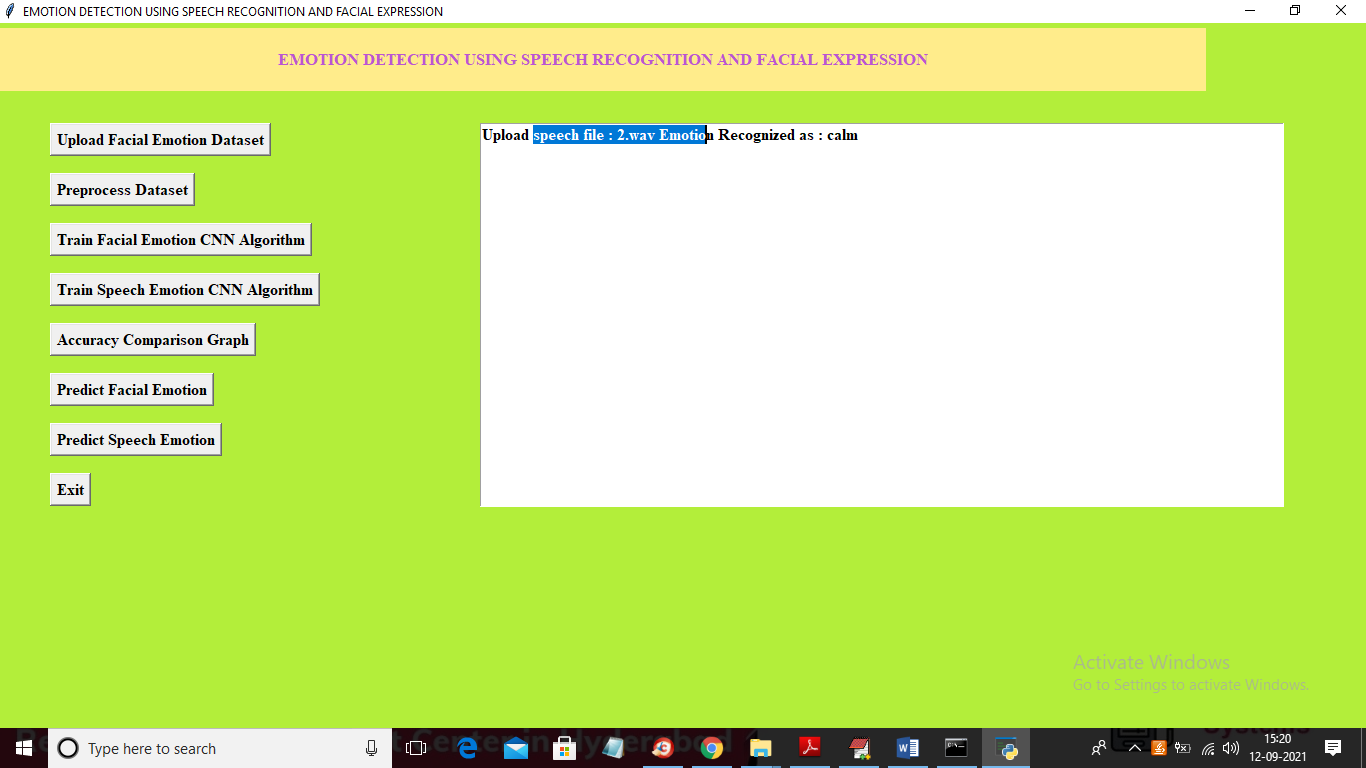 EMOTION DETECTION USING SPEECH RECOGNITION AND FACIAL EXPRESSION
EMOTION DETECTION USING SPEECH RECOGNITION AND FACIAL EXPRESSION
Upload Facial Emotion Dataset
Preprocess Dataset
Train Facial Emotion CNN Algorithm
Train Speech Emotion CNN Algorithm
Accuracy Comparison Graph
Predict Facial Emotion
Predict Speech Emotion
Exit
Upload speech file : 2.wav Emotion Recognized as : calm
Activate Windows
Go to Settings to activate Windows.
Type here to search
15:20
12-09-2021